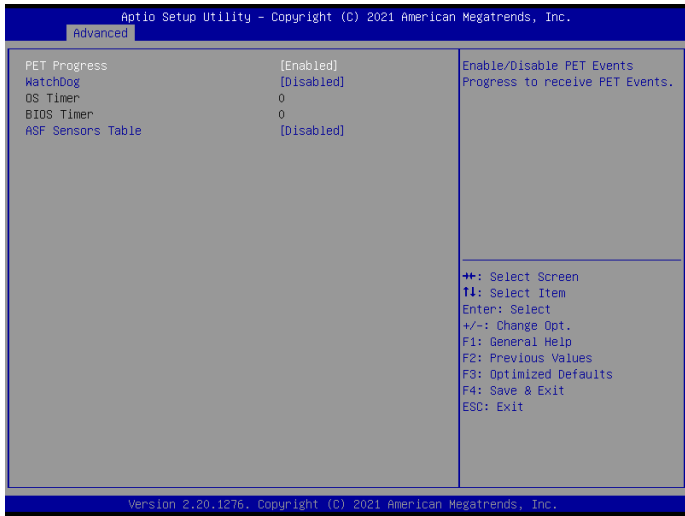 Aptio Setup Utility – Copyright (C) 2021 American Megatrends, Inc.
Advanced
PET Progress [Enabled]
WatchDog [Disabled]
OS Timer 0
BIOS Timer 0
ASF Sensors Table [Disabled]
Enable/Disable PET Events
Progress to receive PET Events.
→←: Select Screen
↑↓: Select Item
Enter: Select
+/-: Change Opt.
F1: General Help
F2: Previous Values
F3: Optimized Defaults
F4: Save & Exit
ESC: Exit
Version 2.20.1276. Copyright (C) 2021 American Megatrends, Inc.